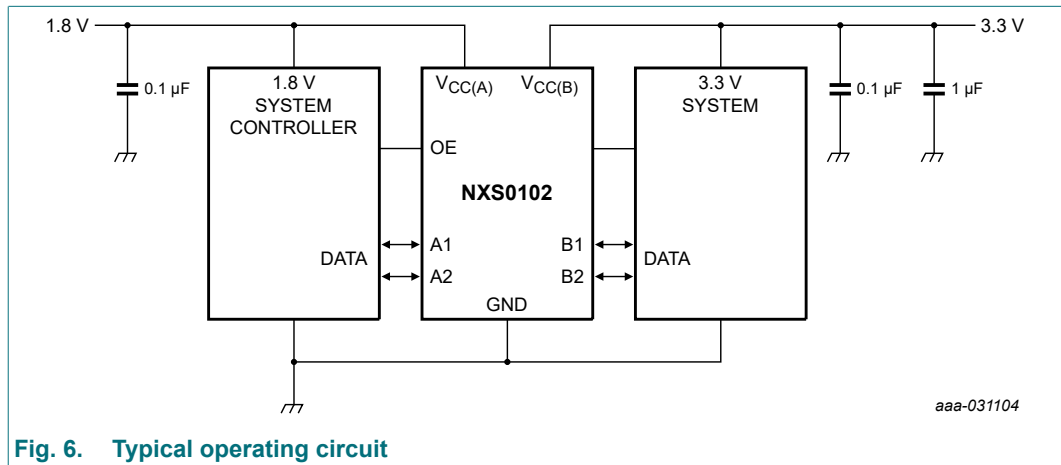 1.8 V
3.3 V
0.1 µF
1.8 V
SYSTEM
CONTROLLER
DATA
VCC(A)
VCC(B)
OE
NXS0102
A1
A2
B1
B2
GND
3.3 V
SYSTEM
DATA
0.1 µF
1 µF
aaa-031104
Fig. 6. Typical operating circuit